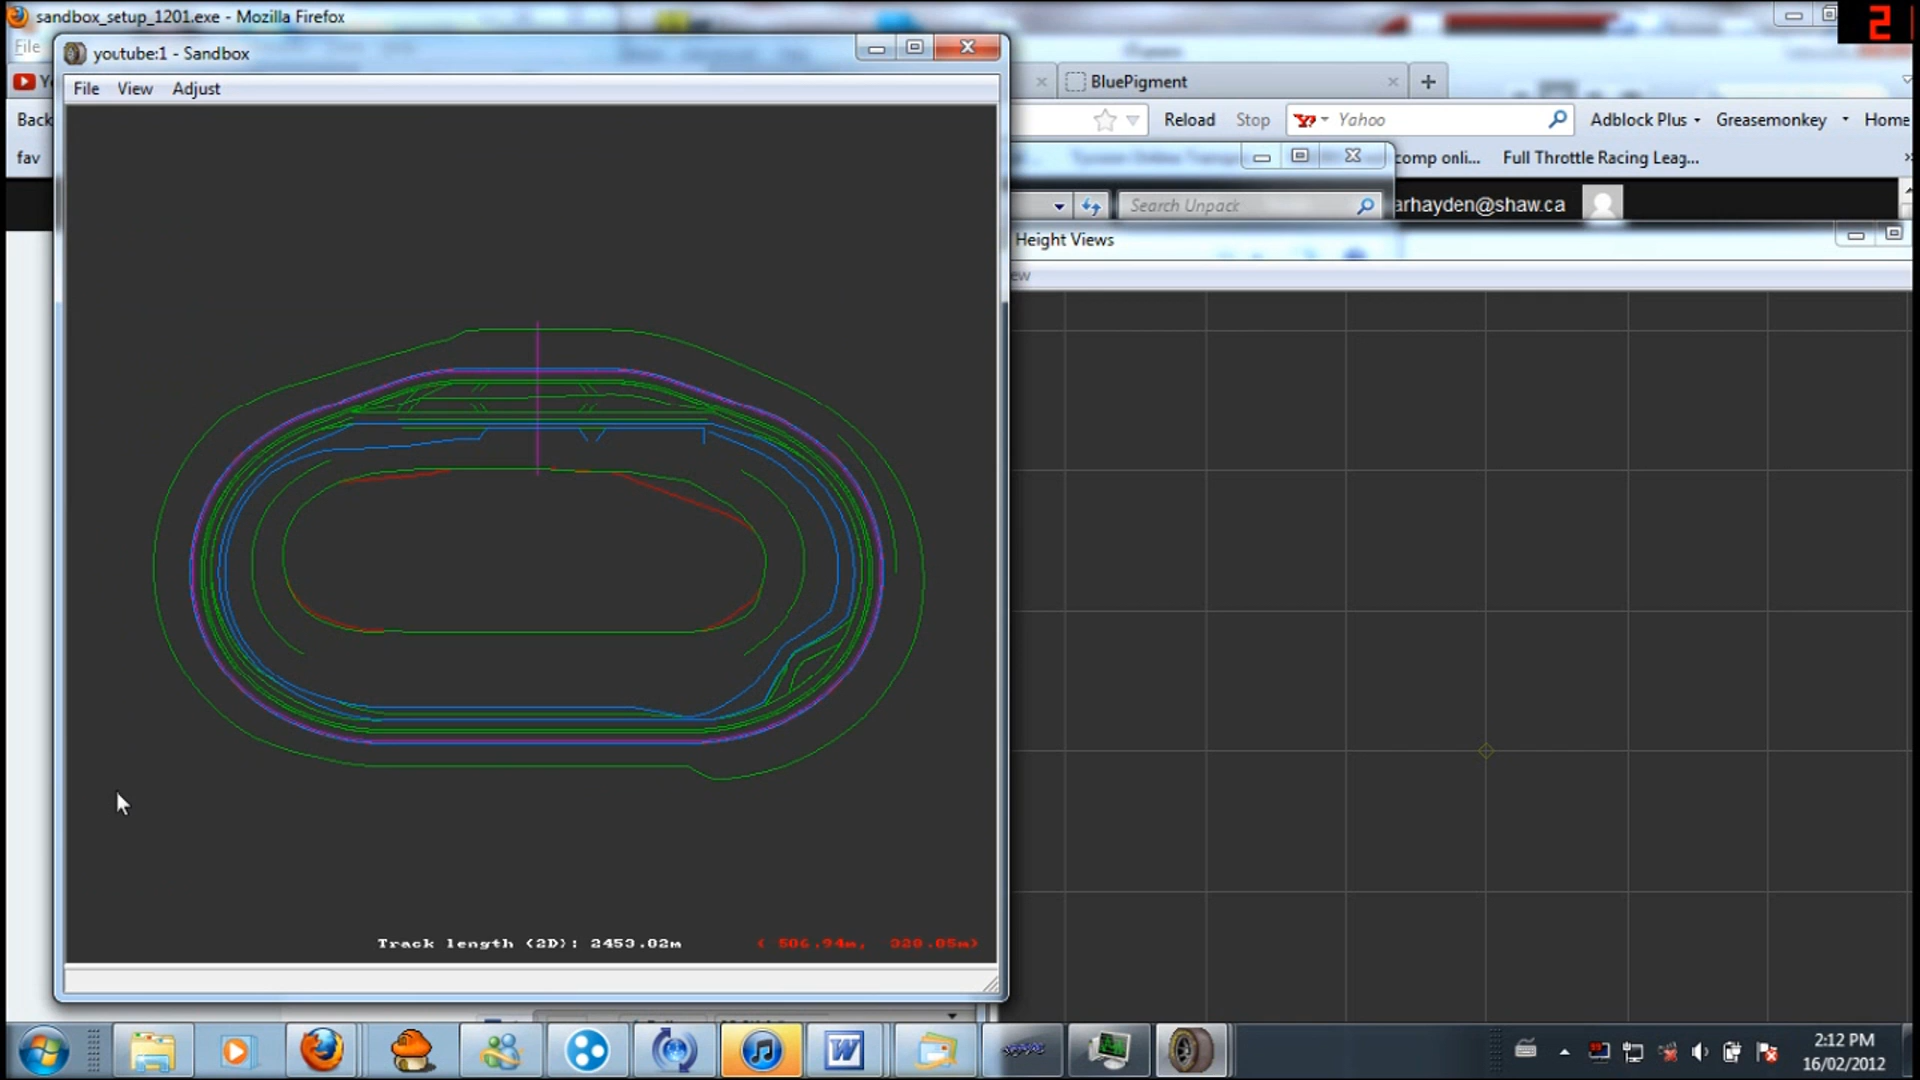 sandbox_setup_1201.exe - Mozilla Firefox
2
File
youtube:1 - Sandbox
File View Adjust
BluePigment
Back
Reload Stop Yahoo Adblock Plus Greasemonkey Home
fav
comp onli... Full Throttle Racing Leag...
Search Unpack
arhayden@shaw.ca
Height Views
ew
Track length (2D): 2453.02m
( 506.94m, 320.05m)
2:12 PM
16/02/2012